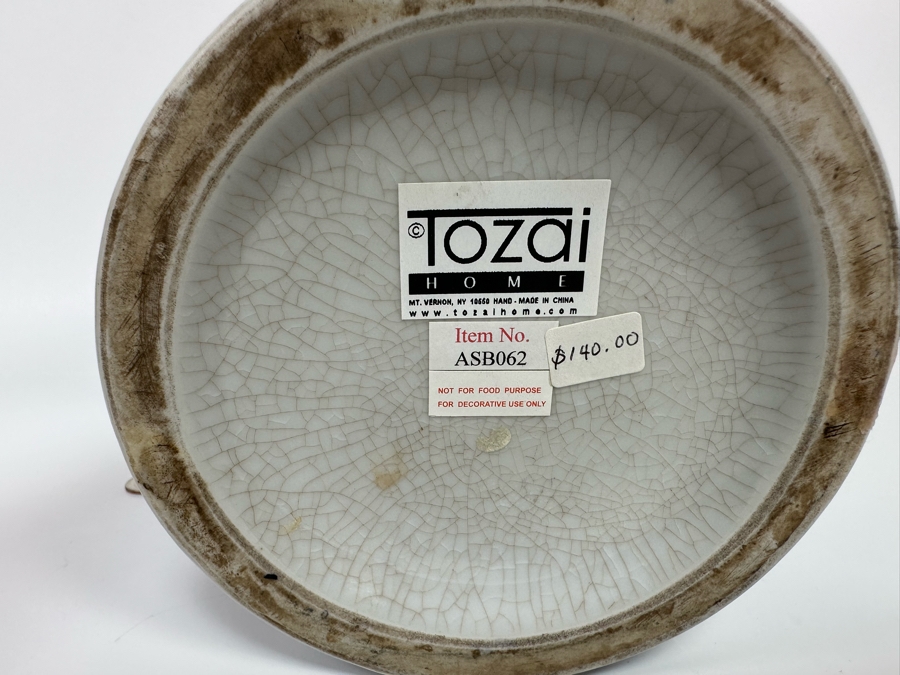 ©Tozai
HOME
MT. VERNON, NY 10550 HAND - MADE IN CHINA
www.tozaihome.com
Item No.
ASB062
$140.00
NOT FOR FOOD PURPOSE
FOR DECORATIVE USE ONLY